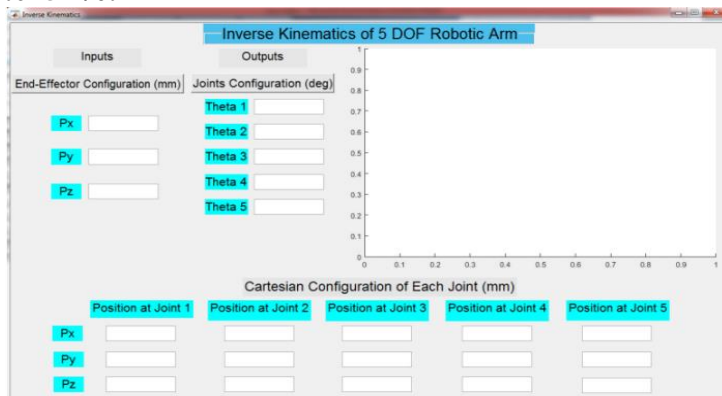 Inverse Kinematics
Inverse Kinematics of 5 DOF Robotic Arm
Inputs
Outputs
End-Effector Configuration (mm)
Joints Configuration (deg)
Px
Py
Pz
Theta 1
Theta 2
Theta 3
Theta 4
Theta 5
1
0.9
0.8
0.7
0.6
0.5
0.4
0.3
0.2
0.1
0
0 0.1 0.2 0.3 0.4 0.5 0.6 0.7 0.8 0.9 1
Cartesian Configuration of Each Joint (mm)
Position at Joint 1 Position at Joint 2 Position at Joint 3 Position at Joint 4 Position at Joint 5
Px
Py
Pz